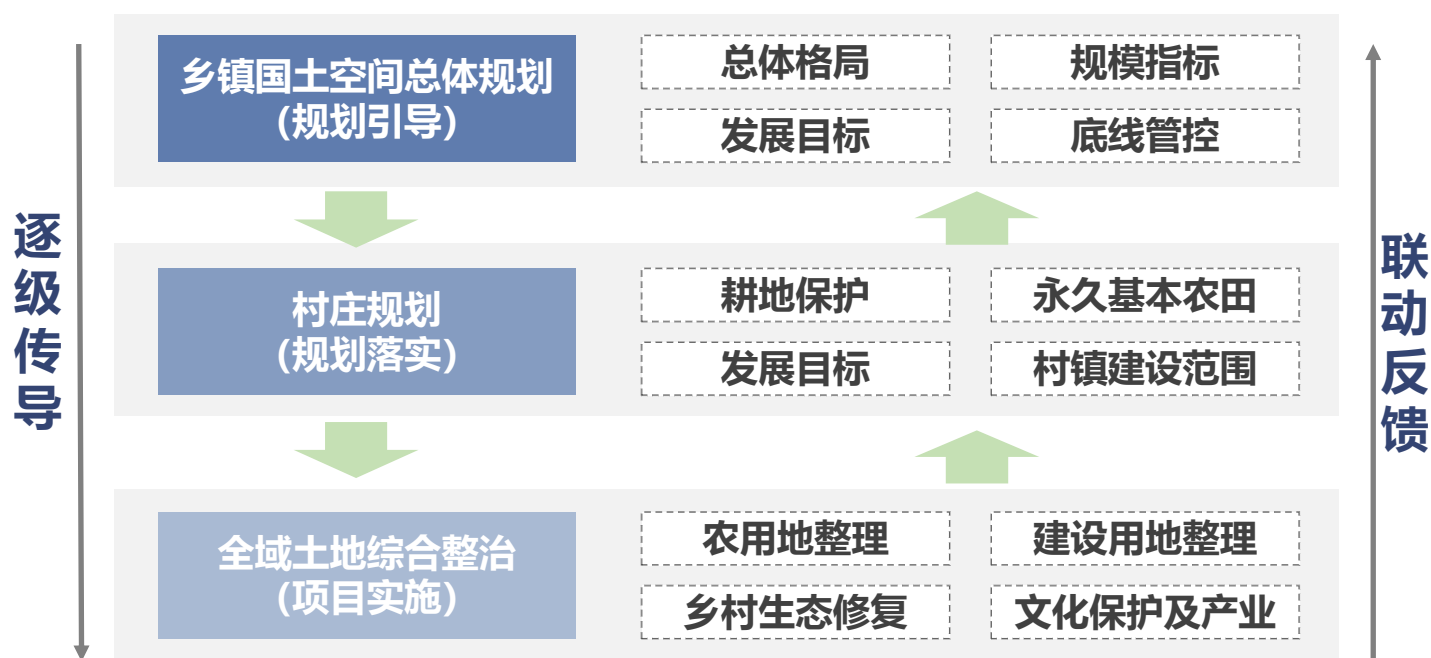 逐级传导
乡镇国土空间总体规划
（规划引导）
总体格局
规模指标
发展目标
底线管控
村庄规划
（规划落实）
耕地保护
永久基本农田
发展目标
村镇建设范围
全域土地综合整治
（项目实施）
农用地整理
建设用地整理
乡村生态修复
文化保护及产业
联动反馈